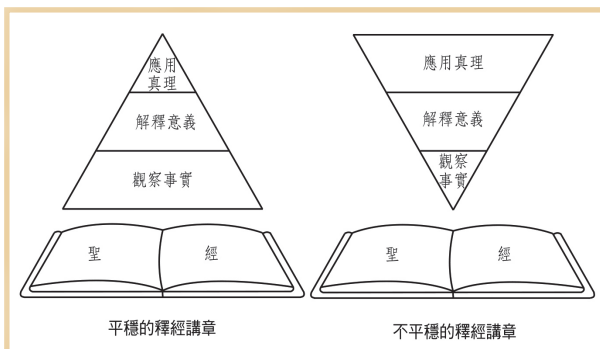 應用
真理
解釋意義
觀察事實
聖 經
平穩的釋經講章
應用真理
解釋意義
觀察
事實
聖 經
不平穩的釋經講章